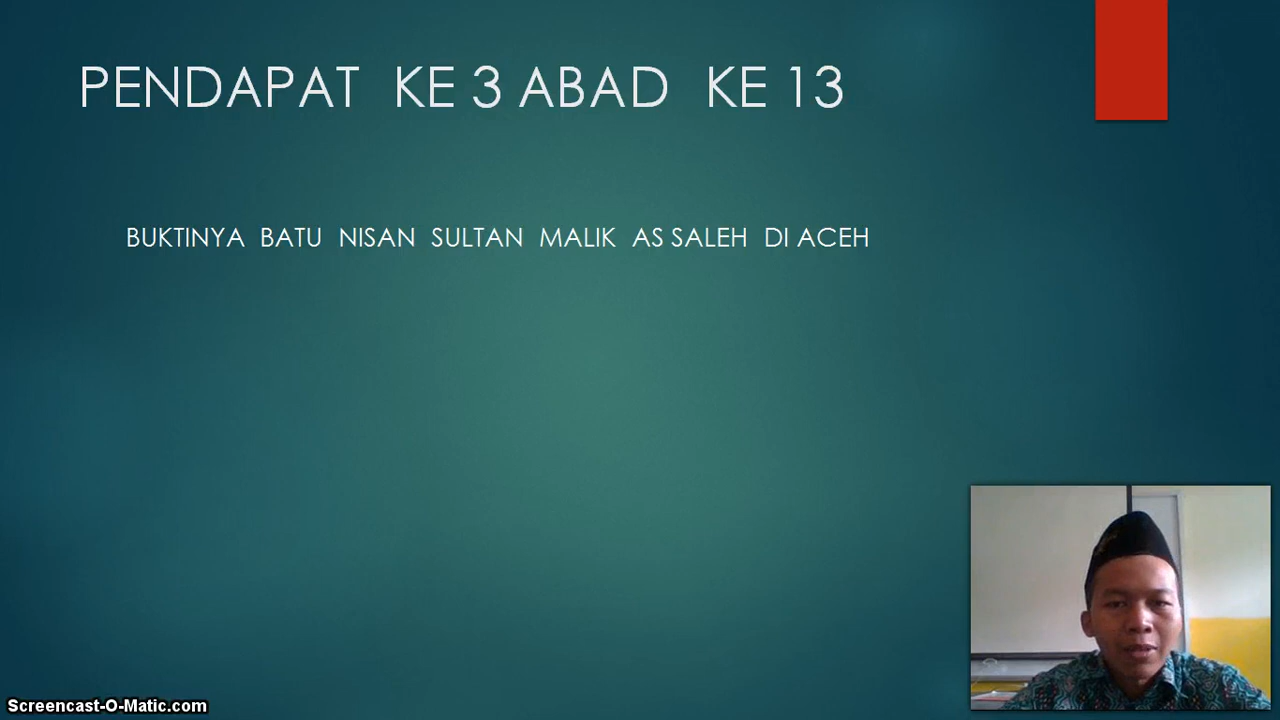 PENDAPAT KE 3 ABAD KE 13
BUKTINYA BATU NISAN SULTAN MALIK AS SALEH DI ACEH
Screencast-O-Matic.com